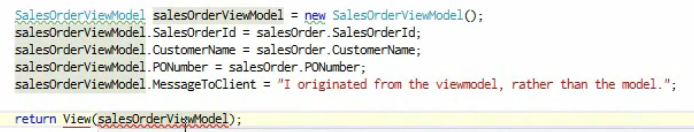 SalesOrderViewModel salesOrderViewModel = new SalesOrderViewModel();
salesOrderViewModel.SalesOrderId = salesOrder.SalesOrderId;
salesOrderViewModel.CustomerName = salesOrder.CustomerName;
salesOrderViewModel.PONumber = salesOrder.PONumber;
salesOrderViewModel.MessageToClient = "I originated from the viewmodel, rather than the model.";
return View(salesOrderViewModel);